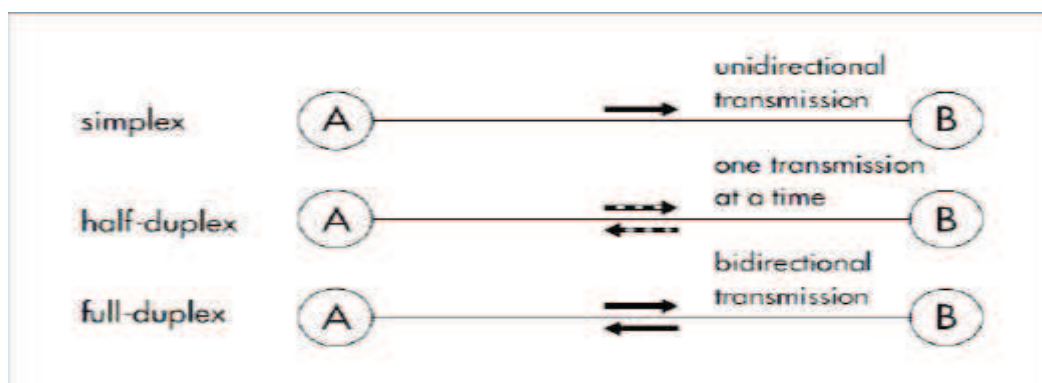 unidirectional
transmission
simplex A B
one transmission
at a time
half-duplex A B
bidirectional
transmission
full-duplex A B